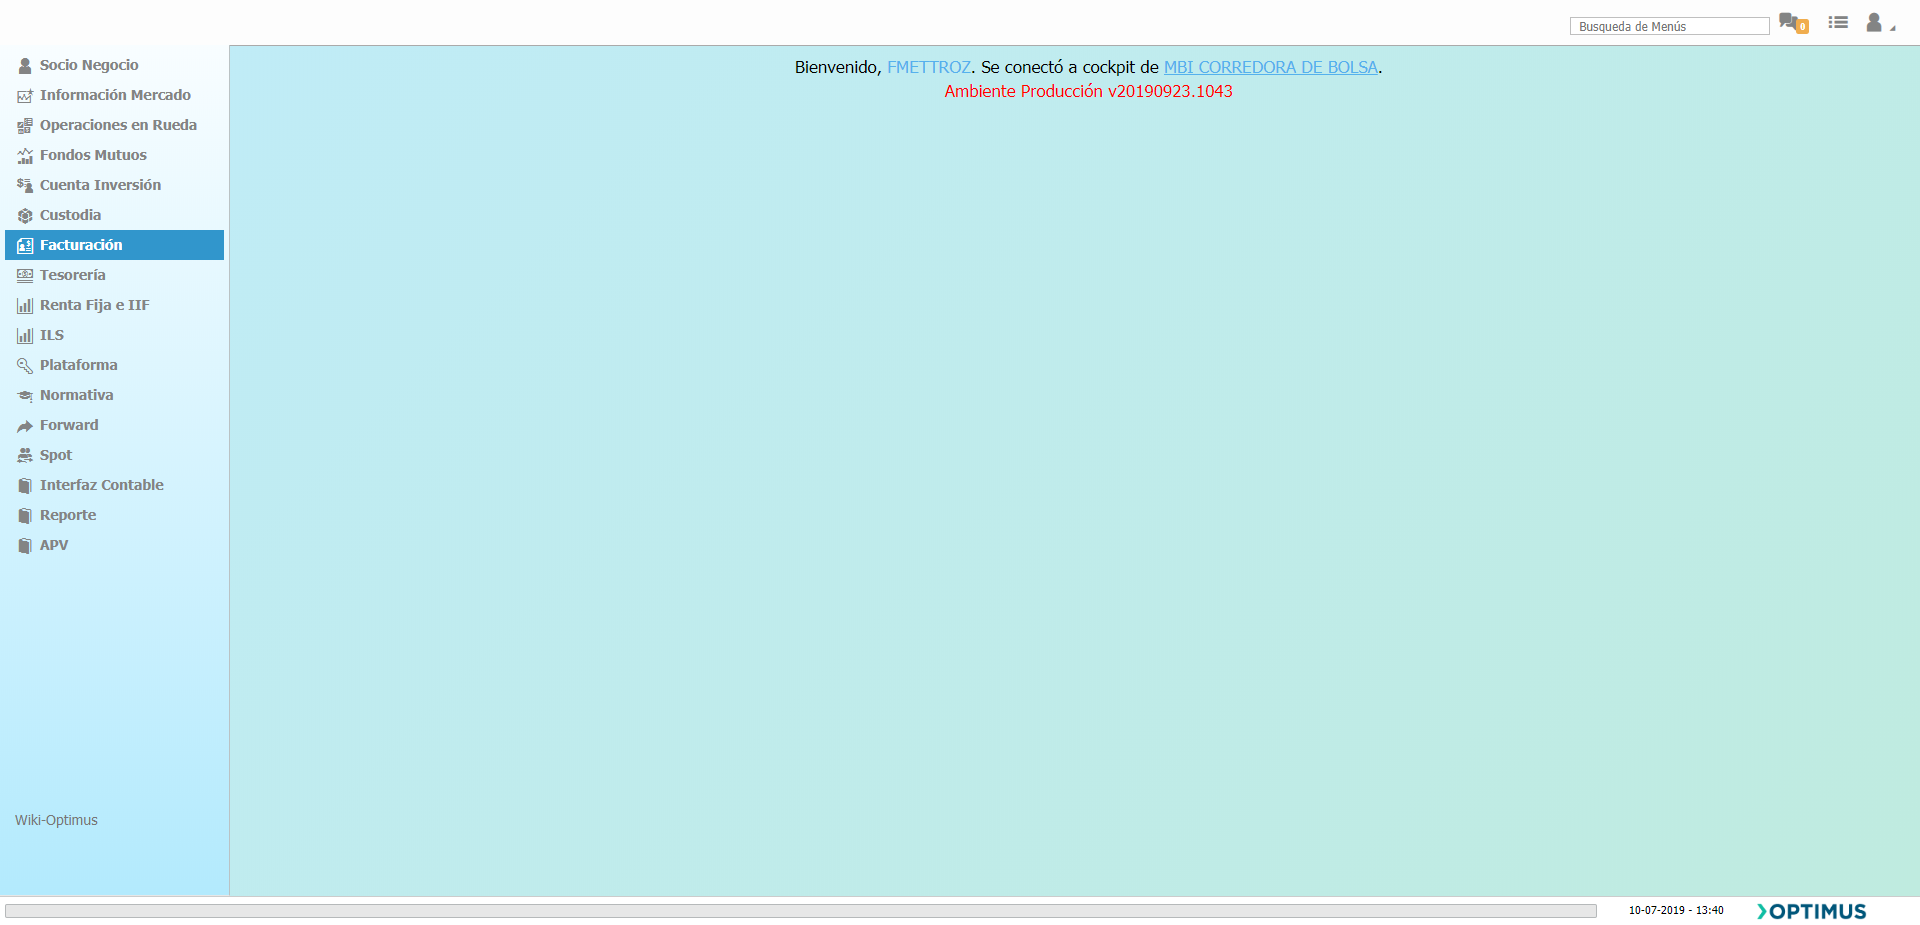 Busqueda de Menús
0
Socio Negocio
Información Mercado
Operaciones en Rueda
Fondos Mutuos
Cuenta Inversión
Custodia
Facturación
Tesorería
Renta Fija e IIF
ILS
Plataforma
Normativa
Forward
Spot
Interfaz Contable
Reporte
APV
Wiki-Optimus
Bienvenido, FMETTROZ. Se conectó a cockpit de MBI CORREDORA DE BOLSA.
Ambiente Producción v20190923.1043
10-07-2019 - 13:40
OPTIMUS